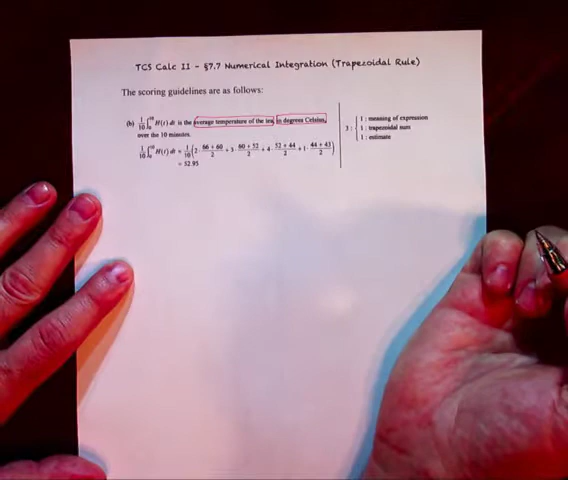 TCS Calc II - §7.7 Numerical Integration (Trapezoidal Rule)
The scoring guidelines are as follows:
(b) 1/10 ∫₀¹⁰ H(t) dt is the average temperature of the tea, in degrees Celsius,
over the 10 minutes.
1/10 ∫₀¹⁰ H(t) dt ≈ 1/10 (2 · (66 + 60)/2 + 3 · (60 + 52)/2 + 4 · (52 + 44)/2 + 1 · (44 + 43)/2)
= 52.95
3 : { 1 : meaning of expression
1 : trapezoidal sum
1 : estimate